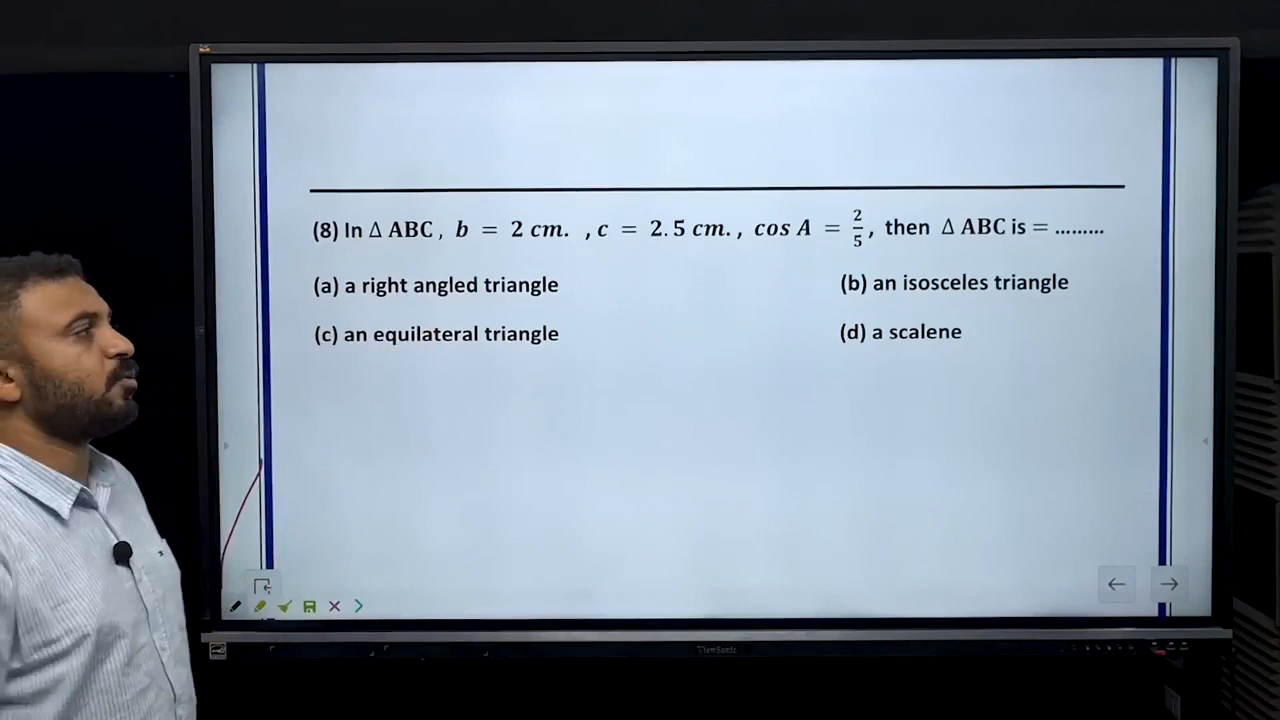 (8) In Δ ABC, b = 2 cm. , c = 2.5 cm., cos A = 2/5, then Δ ABC is = .........
(a) a right angled triangle (b) an isosceles triangle
(c) an equilateral triangle (d) a scalene
ViewSonic